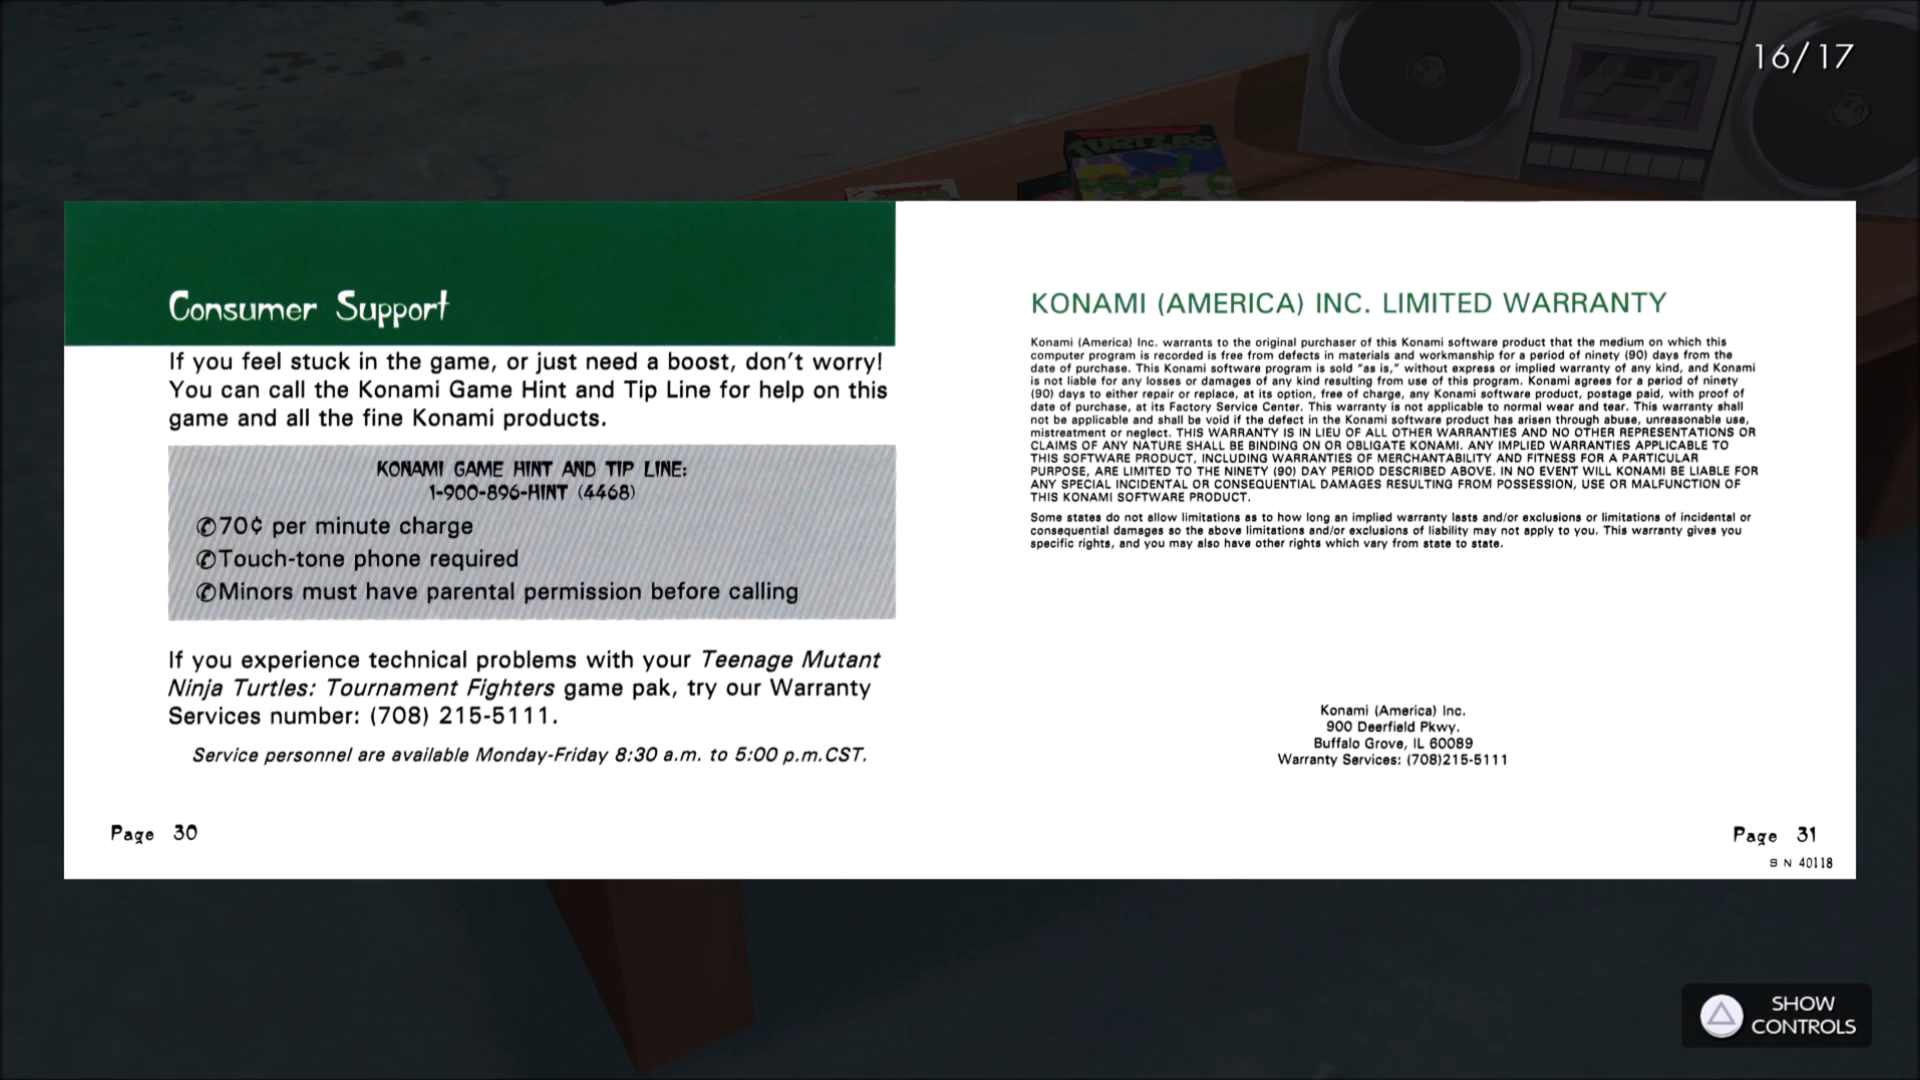 16/17
TURTLES
Consumer Support
If you feel stuck in the game, or just need a boost, don't worry!
You can call the Konami Game Hint and Tip Line for help on this
game and all the fine Konami products.
KONAMI GAME HINT AND TIP LINE:
1-900-896-HINT (4468)
✆70¢ per minute charge
✆Touch-tone phone required
✆Minors must have parental permission before calling
If you experience technical problems with your Teenage Mutant
Ninja Turtles: Tournament Fighters game pak, try our Warranty
Services number: (708) 215-5111.
Service personnel are available Monday-Friday 8:30 a.m. to 5:00 p.m.CST.
Page 30
KONAMI (AMERICA) INC. LIMITED WARRANTY
Konami (America) Inc. warrants to the original purchaser of this Konami software product that the medium on which this
computer program is recorded is free from defects in materials and workmanship for a period of ninety (90) days from the
date of purchase. This Konami software program is sold "as is," without express or implied warranty of any kind, and Konami
is not liable for any losses or damages of any kind resulting from use of this program. Konami agrees for a period of ninety
(90) days to either repair or replace, at its option, free of charge, any Konami software product, postage paid, with proof of
date of purchase, at its Factory Service Center. This warranty is not applicable to normal wear and tear. This warranty shall
not be applicable and shall be void if the defect in the Konami software product has arisen through abuse, unreasonable use,
mistreatment or neglect. THIS WARRANTY IS IN LIEU OF ALL OTHER WARRANTIES AND NO OTHER REPRESENTATIONS OR
CLAIMS OF ANY NATURE SHALL BE BINDING ON OR OBLIGATE KONAMI. ANY IMPLIED WARRANTIES APPLICABLE TO
THIS SOFTWARE PRODUCT, INCLUDING WARRANTIES OF MERCHANTABILITY AND FITNESS FOR A PARTICULAR
PURPOSE, ARE LIMITED TO THE NINETY (90) DAY PERIOD DESCRIBED ABOVE. IN NO EVENT WILL KONAMI BE LIABLE FOR
ANY SPECIAL INCIDENTAL OR CONSEQUENTIAL DAMAGES RESULTING FROM POSSESSION, USE OR MALFUNCTION OF
THIS KONAMI SOFTWARE PRODUCT.
Some states do not allow limitations as to how long an implied warranty lasts and/or exclusions or limitations of incidental or
consequential damages so the above limitations and/or exclusions of liability may not apply to you. This warranty gives you
specific rights, and you may also have other rights which vary from state to state.
Konami (America) Inc.
900 Deerfield Pkwy.
Buffalo Grove, IL 60089
Warranty Services: (708)215-5111
Page 31
S N 40118
SHOW
CONTROLS